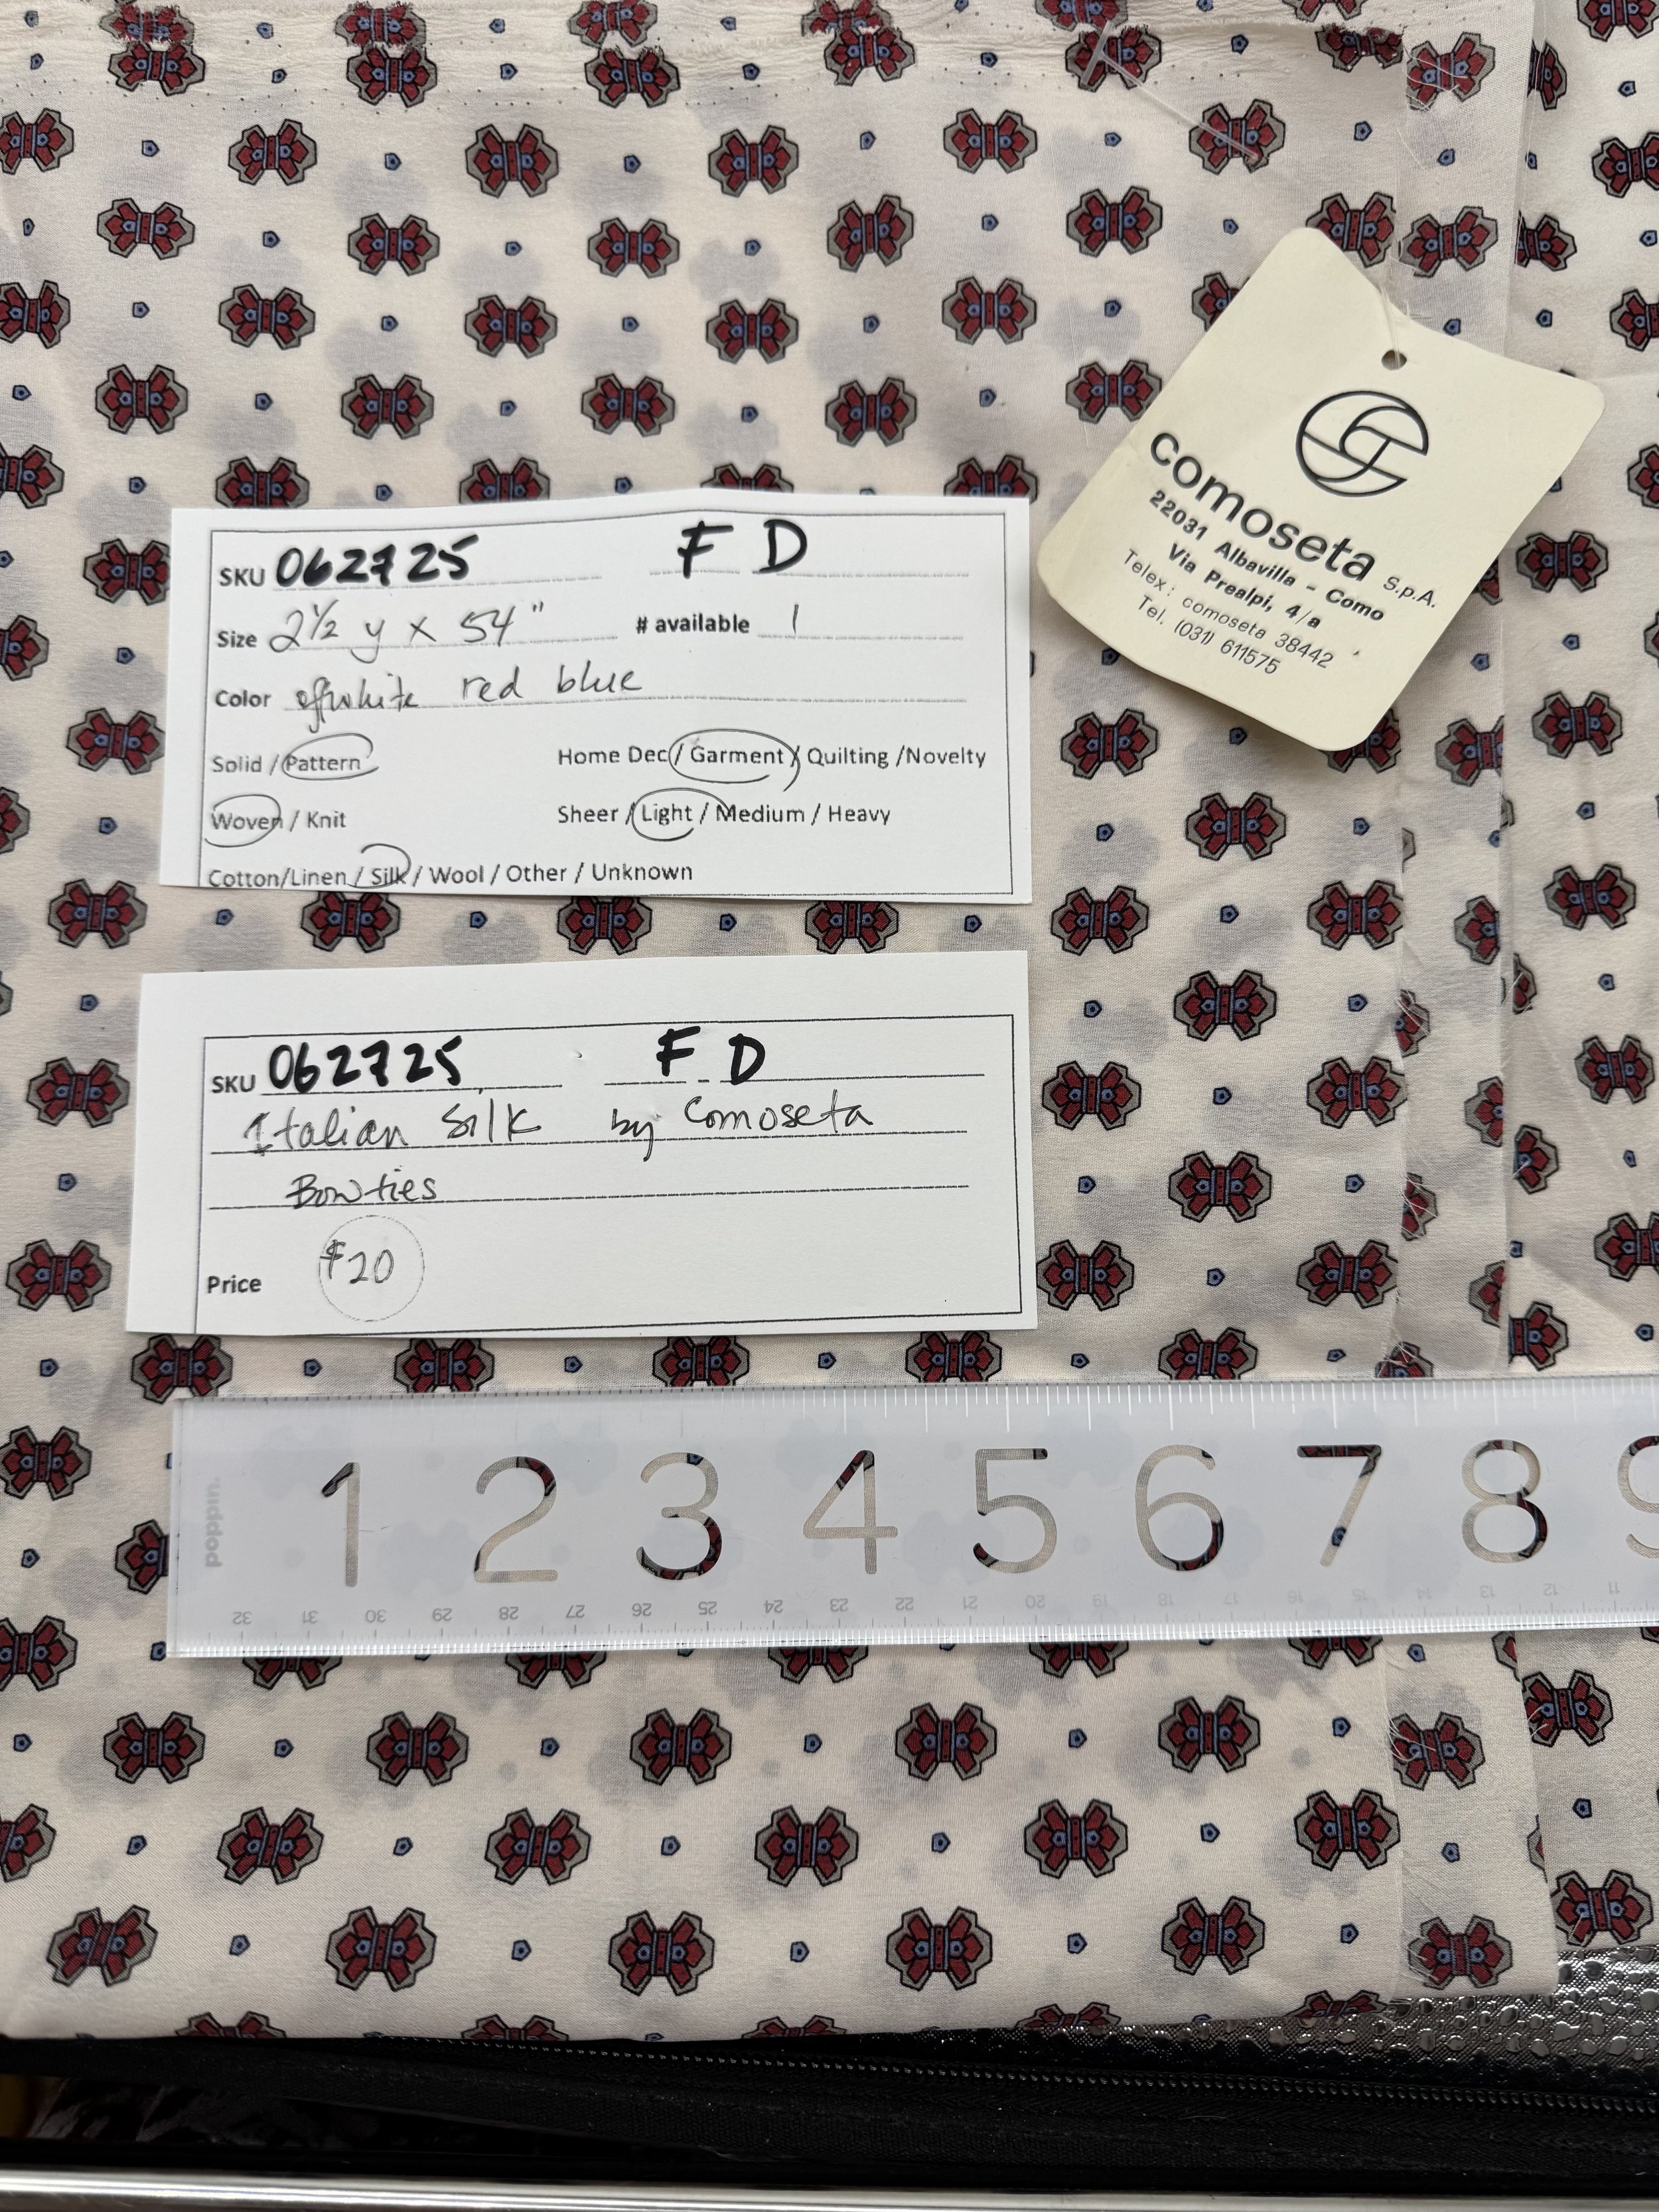 comoseta S.p.A.
22031 Albavilla - Como
Via Prealpi, 4/a
Telex: comoseta 38442
Tel. (031) 611575
SKU 062725 F D
Size 2½ y x 54" # available 1
Color offwhite red blue
Solid / Pattern Home Dec / Garment / Quilting /Novelty
Woven / Knit Sheer / Light / Medium / Heavy
Cotton/Linen / Silk / Wool / Other / Unknown
SKU 062725 F D
Italian Silk by Comoseta
Bowties
Price $20
1 2 3 4 5 6 7 8 9
poppin.
32 31 30 29 28 27 26 25 24 23 22 21 20 19 18 17 16 15 14 13 12 11